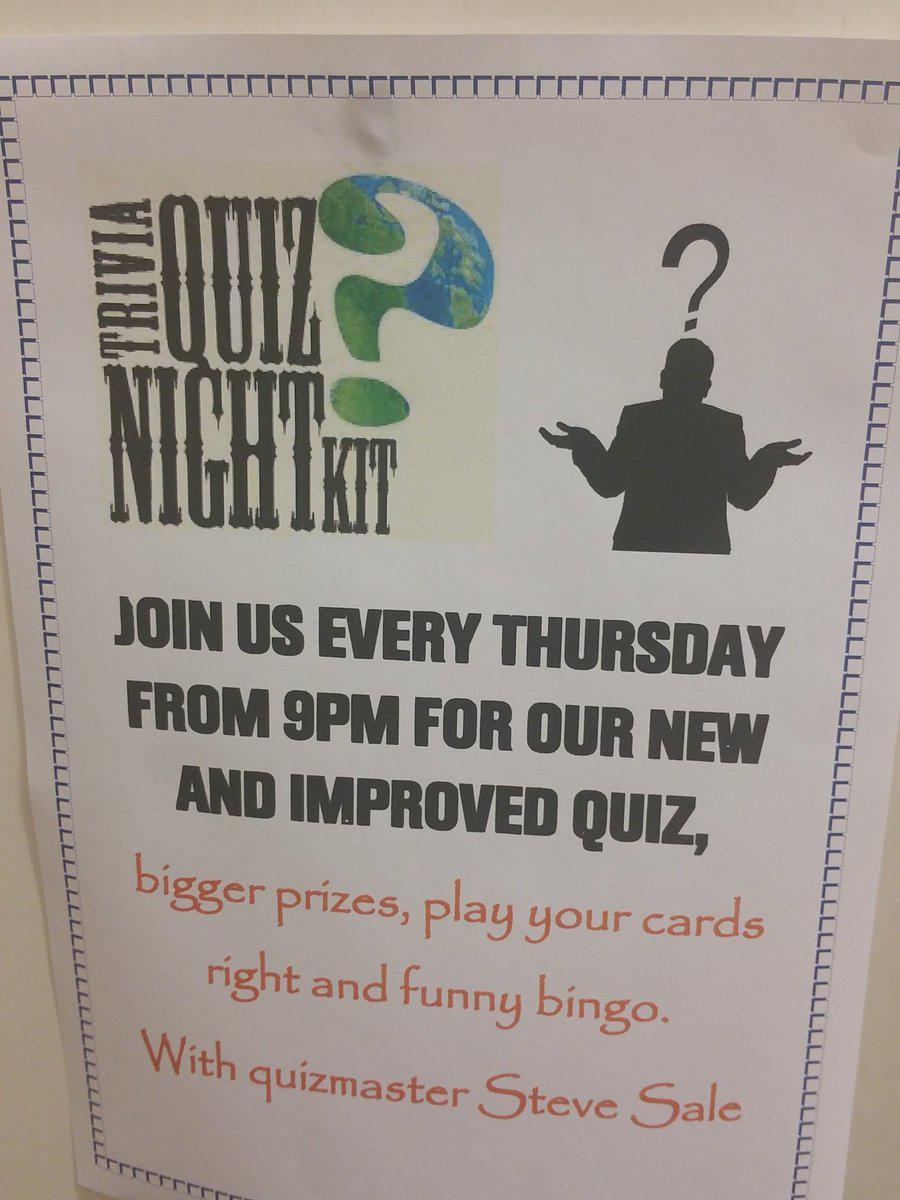 TRIVIA
QUIZ
NIGHT
KIT
?
JOIN US EVERY THURSDAY
FROM 9PM FOR OUR NEW
AND IMPROVED QUIZ,
bigger prizes, play your cards
right and funny bingo.
With quizmaster Steve Sale